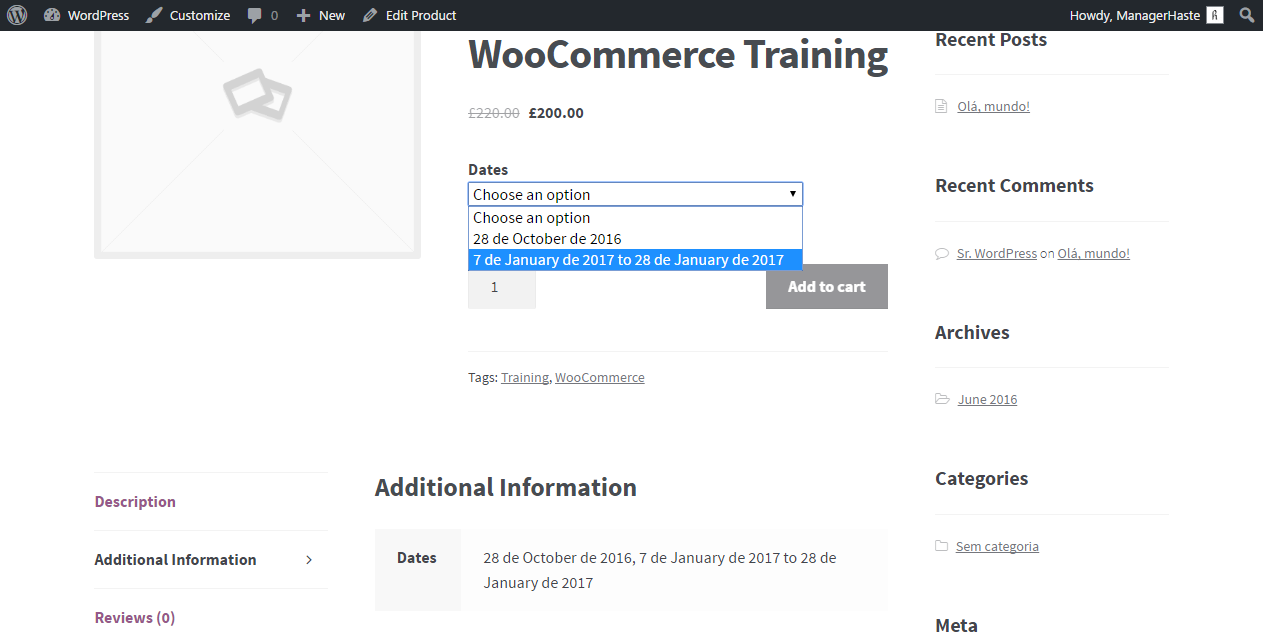 WordPress Customize 0 New Edit Product Howdy, ManagerHaste
WooCommerce Training
£220.00 £200.00
Dates
Choose an option
Choose an option
28 de October de 2016
7 de January de 2017 to 28 de January de 2017
1 Add to cart
Tags: Training, WooCommerce
Description
Additional Information
Reviews (0)
Additional Information
Dates 28 de October de 2016, 7 de January de 2017 to 28 de
January de 2017
Recent Posts
Olá, mundo!
Recent Comments
Sr. WordPress on Olá, mundo!
Archives
June 2016
Categories
Sem categoria
Meta